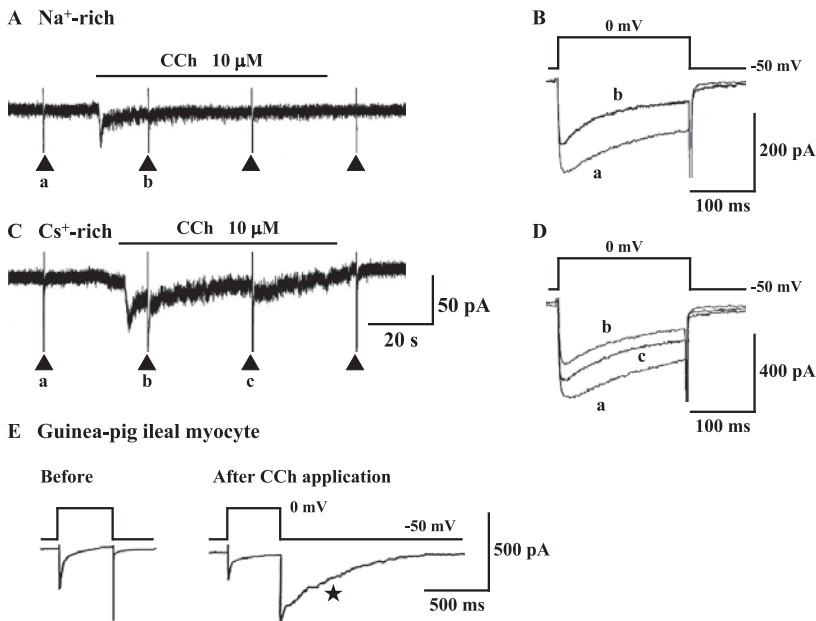 A Na⁺-rich
CCh 10 μM
a
b
B
0 mV
-50 mV
b
a
200 pA
100 ms
C Cs⁺-rich
CCh 10 μM
50 pA
20 s
a
b
c
D
0 mV
-50 mV
b
c
a
400 pA
100 ms
E Guinea-pig ileal myocyte
Before
After CCh application
0 mV
-50 mV
500 pA
500 ms